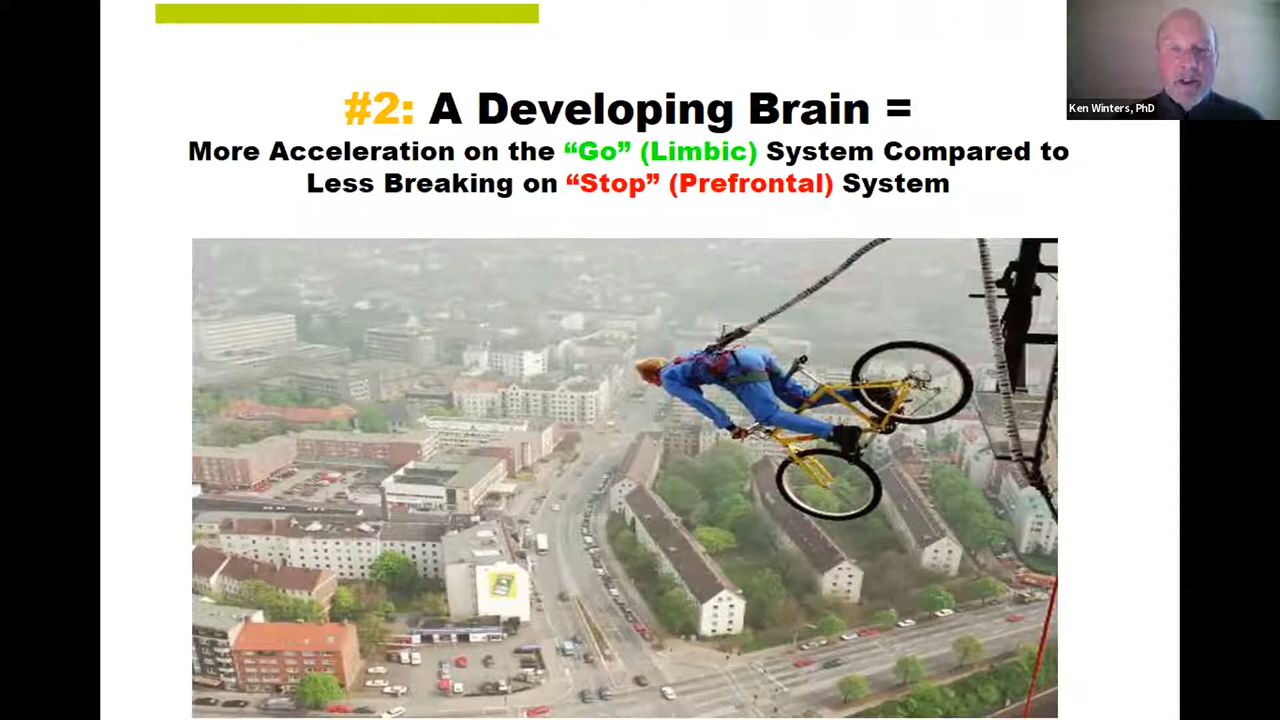 #2: A Developing Brain =
More Acceleration on the “Go” (Limbic) System Compared to
Less Breaking on “Stop” (Prefrontal) System
Ken Winters, PhD